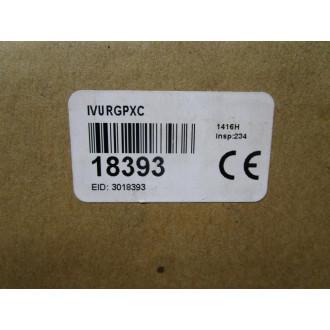 IVURGPXC
1416H
Insp:234
18393
CE
EID: 3018393